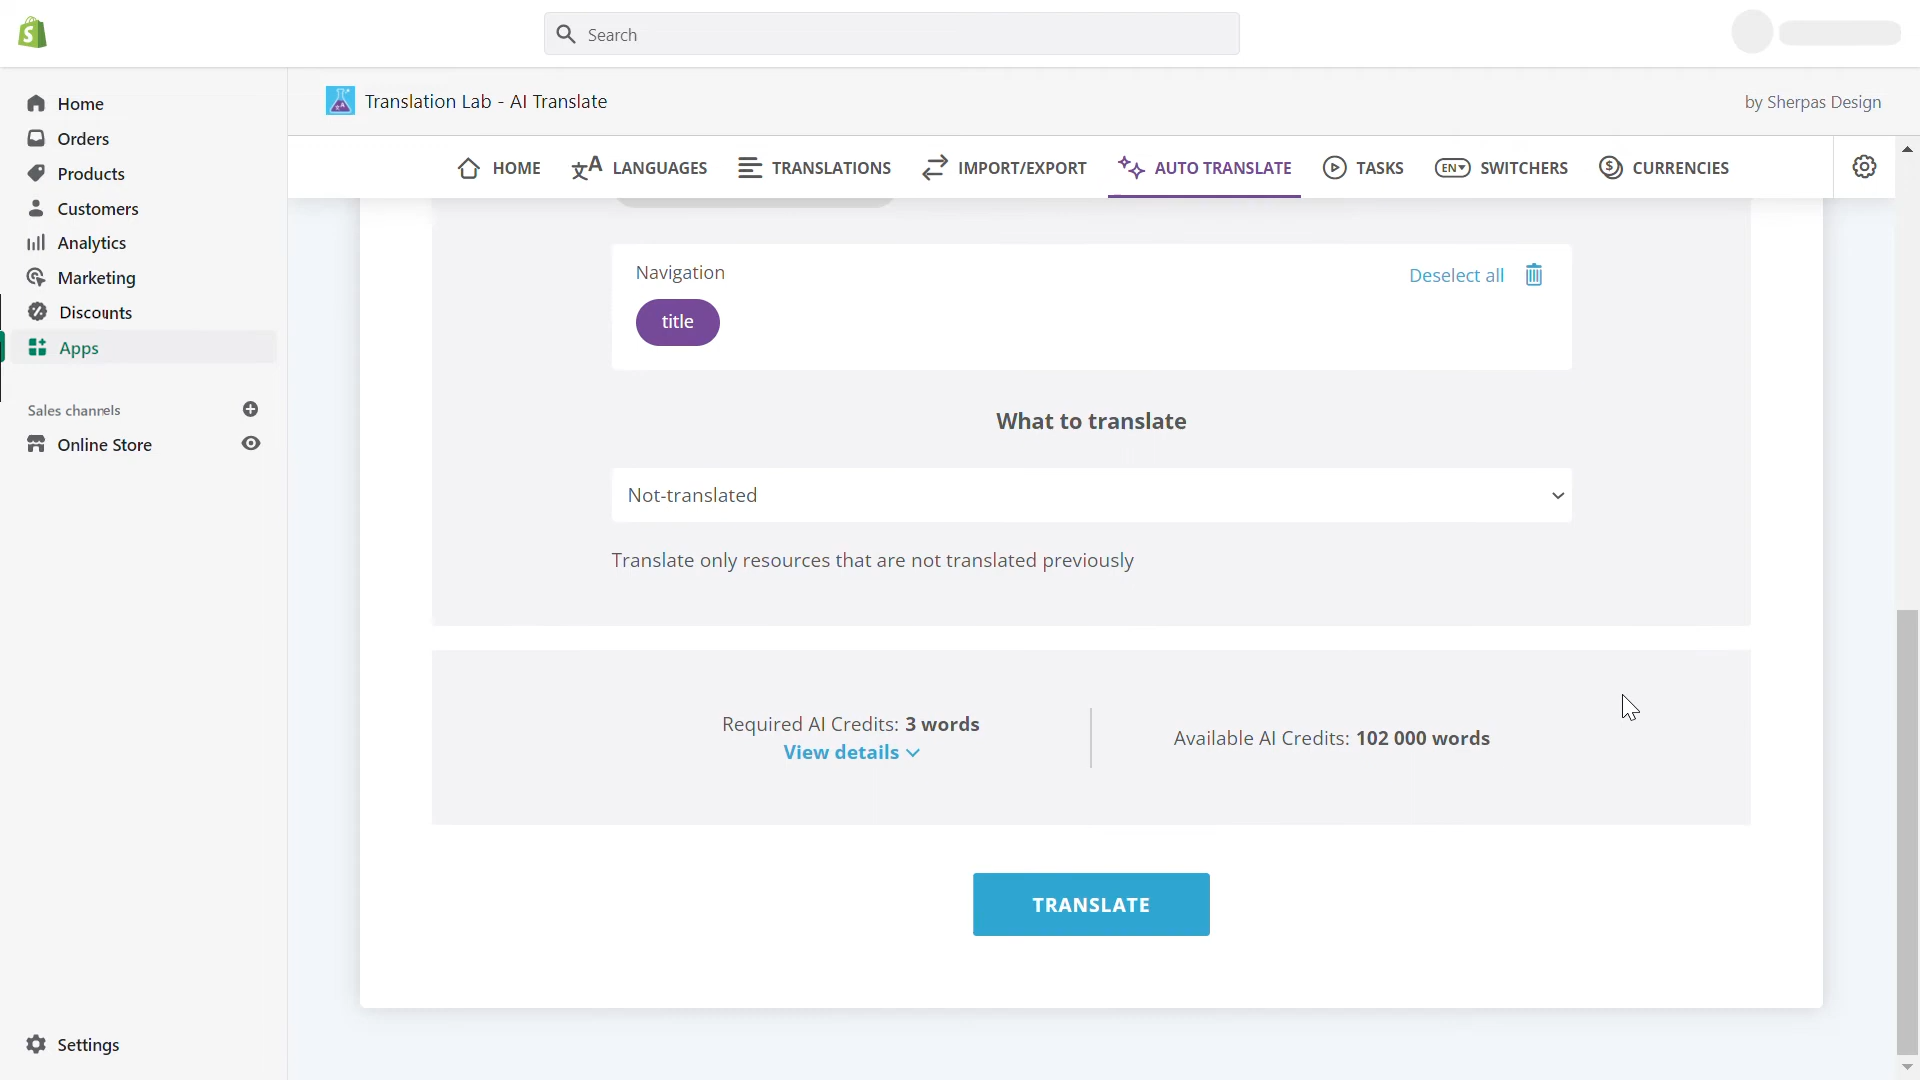 Search
Translation Lab - AI Translate
by Sherpas Design
Home
Orders
Products
Customers
Analytics
Marketing
Discounts
Apps
Sales channels
Online Store
Settings
HOME
LANGUAGES
TRANSLATIONS
IMPORT/EXPORT
AUTO TRANSLATE
TASKS
EN
SWITCHERS
CURRENCIES
Navigation
Deselect all
title
What to translate
Not-translated
Translate only resources that are not translated previously
Required AI Credits: 3 words
View details
Available AI Credits: 102 000 words
TRANSLATE